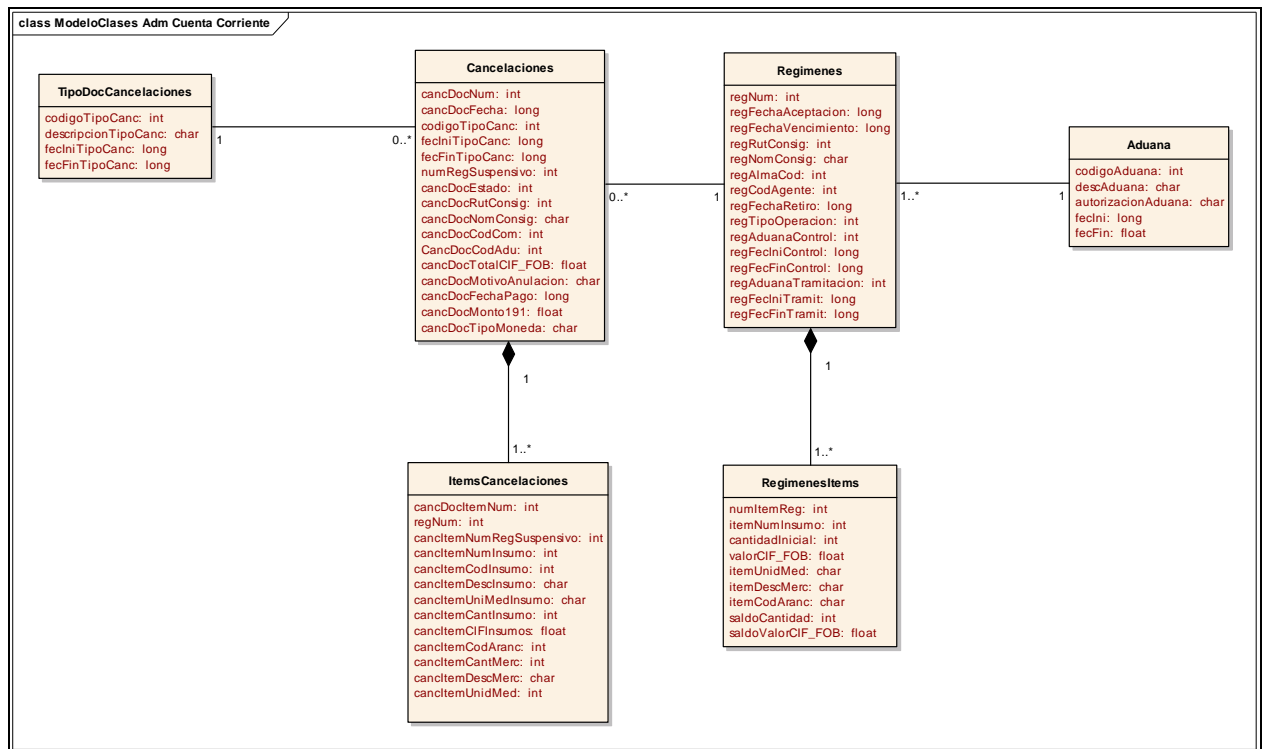 class ModeloClases Adm Cuenta Corriente
TipoDocCancelaciones
codigoTipoCanc: int
descripcionTipoCanc: char
fecIniTipoCanc: long
fecFinTipoCanc: long
1
0..*
Cancelaciones
cancDocNum: int
cancDocFecha: long
codigoTipoCanc: int
fecIniTipoCanc: long
fecFinTipoCanc: long
numRegSuspensivo: int
cancDocEstado: int
cancDocRutConsig: int
cancDocNomConsig: char
cancDocCodCom: int
CancDocCodAdu: int
cancDocTotalCIF_FOB: float
cancDocMotivoAnulacion: char
cancDocFechaPago: long
cancDocMonto191: float
cancDocTipoMoneda: char
0..*
1
Regimenes
regNum: int
regFechaAceptacion: long
regFechaVencimiento: long
regRutConsig: int
regNomConsig: char
regAlmaCod: int
regCodAgente: int
regFechaRetiro: long
regTipoOperacion: int
regAduanaControl: int
regFecIniControl: long
regFecFinControl: long
regAduanaTramitacion: int
regFecIniTramit: long
regFecFinTramit: long
1..*
1
Aduana
codigoAduana: int
descAduana: char
autorizacionAduana: char
fecIni: long
fecFin: float
1
1..*
ItemsCancelaciones
cancDocItemNum: int
regNum: int
cancItemNumRegSuspensivo: int
cancItemNumInsumo: int
cancItemCodInsumo: int
cancItemDescInsumo: char
cancItemUniMedInsumo: char
cancItemCantInsumo: int
cancItemCIFInsumos: float
cancItemCodAranc: int
cancItemCantMerc: int
cancItemDescMerc: char
cancItemUnidMed: int
1
1..*
RegimenesItems
numItemReg: int
itemNumInsumo: int
cantidadInicial: int
valorCIF_FOB: float
itemUnidMed: char
itemDescMerc: char
itemCodAranc: char
saldoCantidad: int
saldoValorCIF_FOB: float